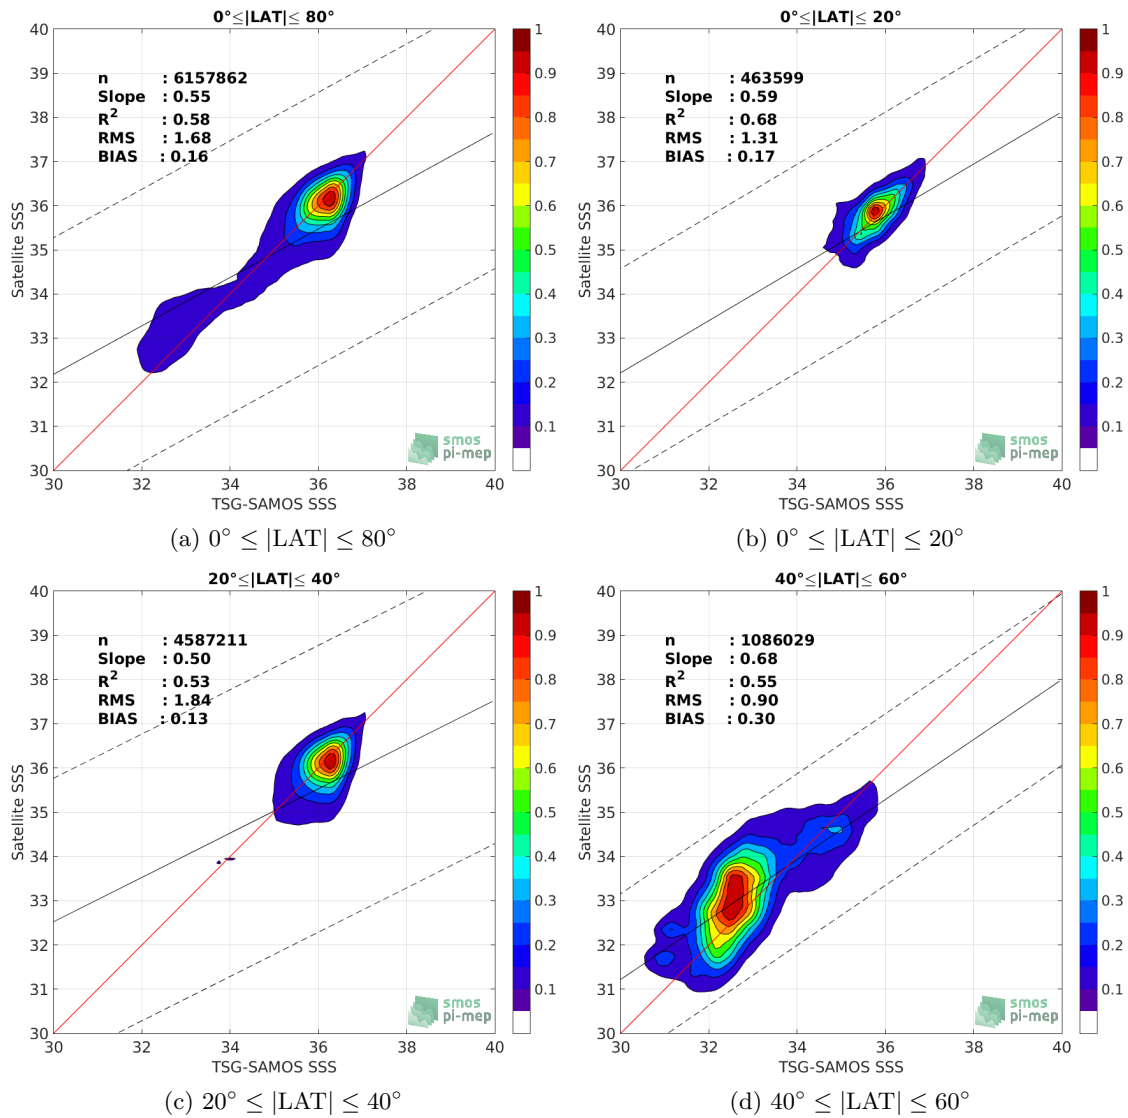 0°≤|LAT|≤ 80°
n : 6157862
Slope : 0.55
R² : 0.58
RMS : 1.68
BIAS : 0.16
Satellite SSS
40
39
38
37
36
35
34
33
32
31
30
30 32 34 36 38 40
TSG-SAMOS SSS
1
0.9
0.8
0.7
0.6
0.5
0.4
0.3
0.2
0.1
smos
pi-mep
(a) 0° ≤ |LAT| ≤ 80°
0°≤|LAT|≤ 20°
n : 463599
Slope : 0.59
R² : 0.68
RMS : 1.31
BIAS : 0.17
Satellite SSS
40
39
38
37
36
35
34
33
32
31
30
30 32 34 36 38 40
TSG-SAMOS SSS
1
0.9
0.8
0.7
0.6
0.5
0.4
0.3
0.2
0.1
smos
pi-mep
(b) 0° ≤ |LAT| ≤ 20°
20°≤|LAT|≤ 40°
n : 4587211
Slope : 0.50
R² : 0.53
RMS : 1.84
BIAS : 0.13
Satellite SSS
40
39
38
37
36
35
34
33
32
31
30
30 32 34 36 38 40
TSG-SAMOS SSS
1
0.9
0.8
0.7
0.6
0.5
0.4
0.3
0.2
0.1
smos
pi-mep
(c) 20° ≤ |LAT| ≤ 40°
40°≤|LAT|≤ 60°
n : 1086029
Slope : 0.68
R² : 0.55
RMS : 0.90
BIAS : 0.30
Satellite SSS
40
39
38
37
36
35
34
33
32
31
30
30 32 34 36 38 40
TSG-SAMOS SSS
1
0.9
0.8
0.7
0.6
0.5
0.4
0.3
0.2
0.1
smos
pi-mep
(d) 40° ≤ |LAT| ≤ 60°